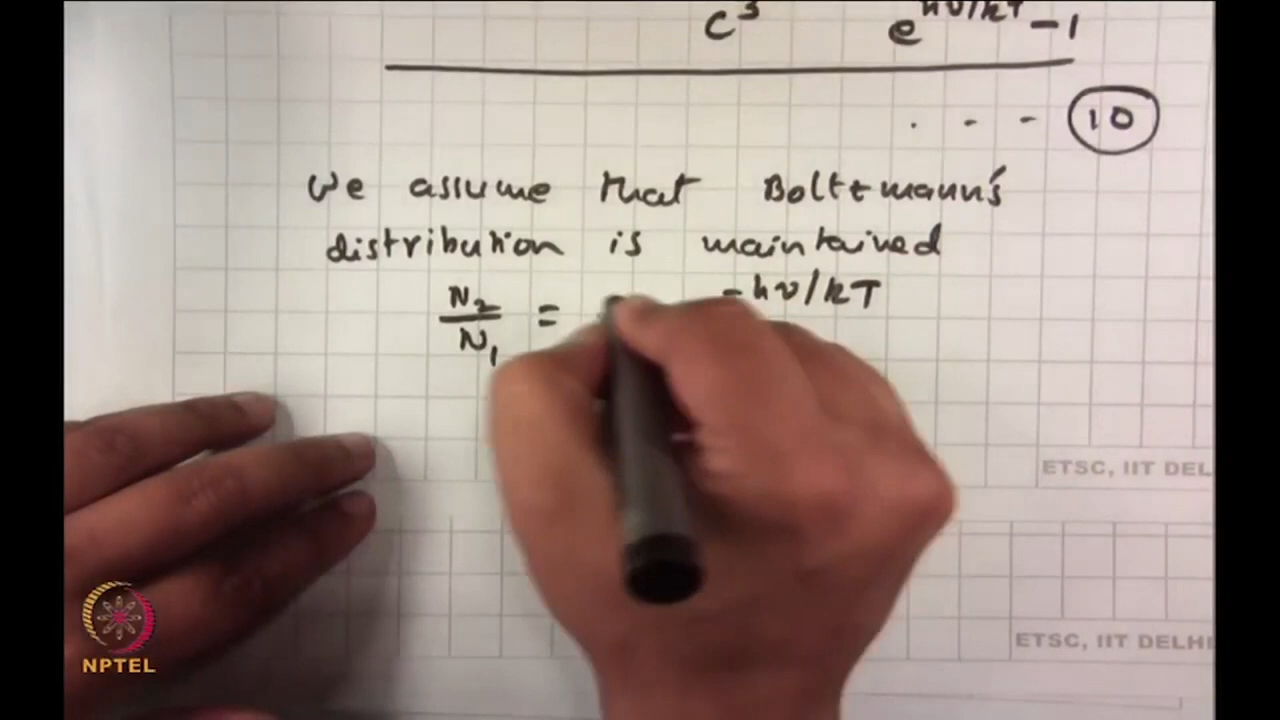 c³ e^hν/kT - 1
. - - 10
We assume that Boltzmann's
distribution is maintained
N₂/N₁ = -hν/kT
ETSC, IIT DEL
ETSC, IIT DELHI
NPTEL